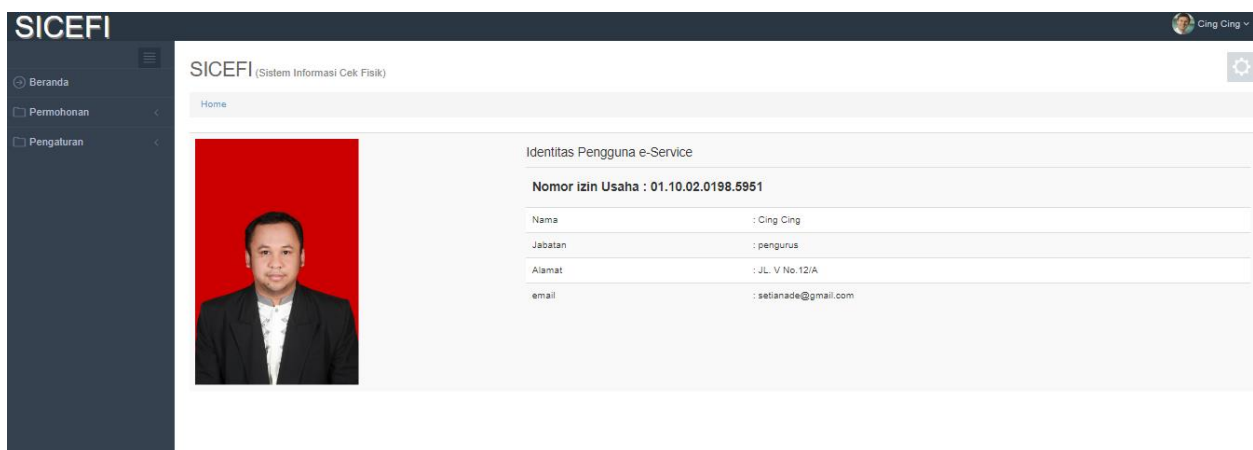 SICEFI
Cing Cing
Beranda
Permohonan
Pengaturan
SICEFI (Sistem Informasi Cek Fisik)
Home
Identitas Pengguna e-Service
Nomor izin Usaha : 01.10.02.0198.5951
Nama : Cing Cing
Jabatan : pengurus
Alamat : JL. V No.12/A
email : setianade@gmail.com